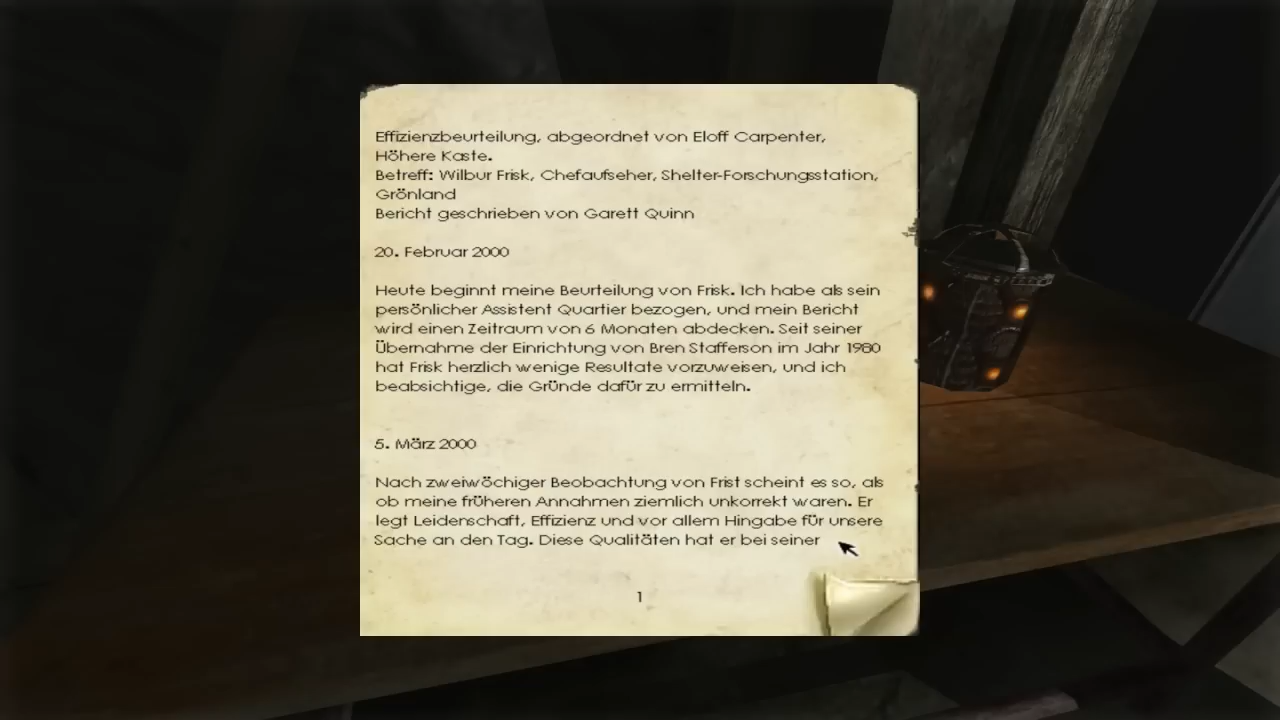 Effizienzbeurteilung, abgeordnet von Eloff Carpenter,
Höhere Kaste.
Betreff: Wilbur Frisk, Chefaufseher, Shelter-Forschungsstation,
Grönland
Bericht geschrieben von Garett Quinn
20. Februar 2000
Heute beginnt meine Beurteilung von Frisk. Ich habe als sein
persönlicher Assistent Quartier bezogen, und mein Bericht
wird einen Zeitraum von 6 Monaten abdecken. Seit seiner
Übernahme der Einrichtung von Bren Stafferson im Jahr 1980
hat Frisk herzlich wenige Resultate vorzuweisen, und ich
beabsichtige, die Gründe dafür zu ermitteln.
5. März 2000
Nach zweiwöchiger Beobachtung von Frist scheint es so, als
ob meine früheren Annahmen ziemlich unkorrekt waren. Er
legt Leidenschaft, Effizienz und vor allem Hingabe für unsere
Sache an den Tag. Diese Qualitäten hat er bei seiner
1